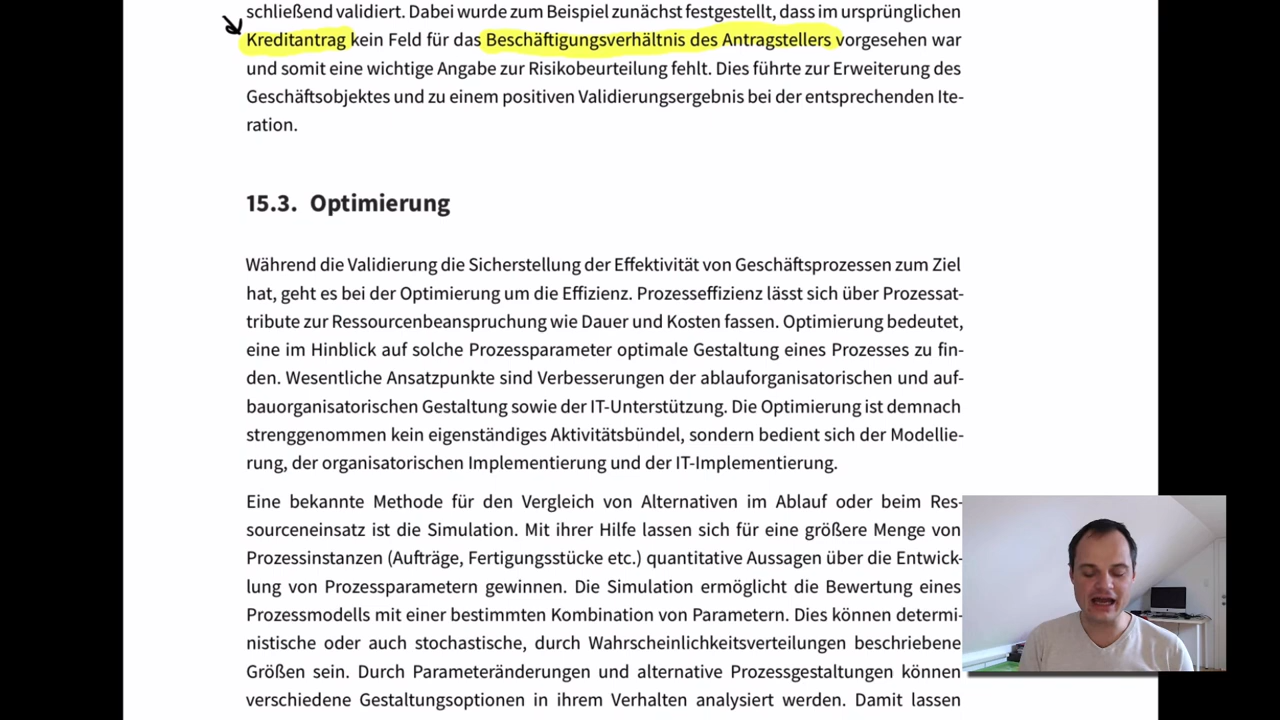 schließend validiert. Dabei wurde zum Beispiel zunächst festgestellt, dass im ursprünglichen
Kreditantrag kein Feld für das Beschäftigungsverhältnis des Antragstellers vorgesehen war
und somit eine wichtige Angabe zur Risikobeurteilung fehlt. Dies führte zur Erweiterung des
Geschäftsobjektes und zu einem positiven Validierungsergebnis bei der entsprechenden Ite-
ration.
15.3. Optimierung
Während die Validierung die Sicherstellung der Effektivität von Geschäftsprozessen zum Ziel
hat, geht es bei der Optimierung um die Effizienz. Prozesseffizienz lässt sich über Prozessat-
tribute zur Ressourcenbeanspruchung wie Dauer und Kosten fassen. Optimierung bedeutet,
eine im Hinblick auf solche Prozessparameter optimale Gestaltung eines Prozesses zu fin-
den. Wesentliche Ansatzpunkte sind Verbesserungen der ablauforganisatorischen und auf-
bauorganisatorischen Gestaltung sowie der IT-Unterstützung. Die Optimierung ist demnach
strenggenommen kein eigenständiges Aktivitätsbündel, sondern bedient sich der Modellie-
rung, der organisatorischen Implementierung und der IT-Implementierung.
Eine bekannte Methode für den Vergleich von Alternativen im Ablauf oder beim Res-
sourceneinsatz ist die Simulation. Mit ihrer Hilfe lassen sich für eine größere Menge von
Prozessinstanzen (Aufträge, Fertigungsstücke etc.) quantitative Aussagen über die Entwick-
lung von Prozessparametern gewinnen. Die Simulation ermöglicht die Bewertung eines
Prozessmodells mit einer bestimmten Kombination von Parametern. Dies können determi-
nistische oder auch stochastische, durch Wahrscheinlichkeitsverteilungen beschriebene
Größen sein. Durch Parameteränderungen und alternative Prozessgestaltungen können
verschiedene Gestaltungsoptionen in ihrem Verhalten analysiert werden. Damit lassen